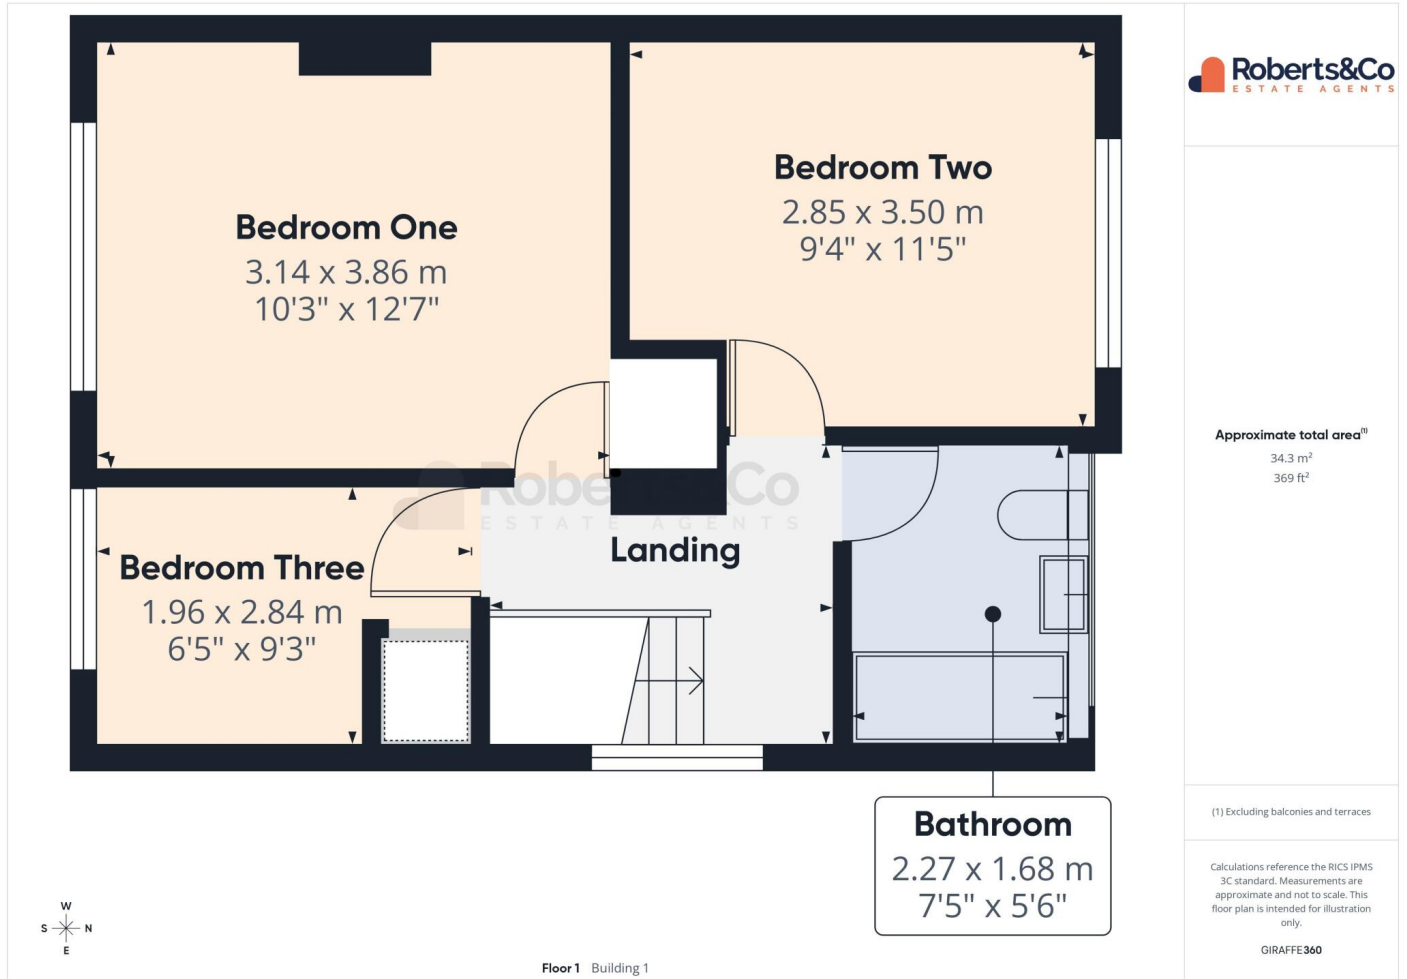 Roberts&Co
ESTATE AGENTS
Bedroom Two
2.85 x 3.50 m
9'4" x 11'5"
Bedroom One
3.14 x 3.86 m
10'3" x 12'7"
Roberts&Co
ESTATE AGENTS
Landing
Bedroom Three
1.96 x 2.84 m
6'5" x 9'3"
Bathroom
2.27 x 1.68 m
7'5" x 5'6"
Approximate total area(1)
34.3 m²
369 ft²
(1) Excluding balconies and terraces
Calculations reference the RICS IPMS
3C standard. Measurements are
approximate and not to scale. This
floor plan is intended for illustration
only.
GIRAFFE360
W
S N
E
Floor 1 Building 1